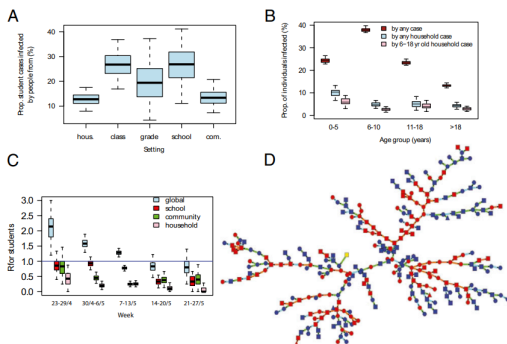 A
Prop. student cases infected
by people from (%)
40
30
20
10
hous.
class
grade
school
com.
Setting
B
Prop. of individuals infected (%)
40
30
20
10
0
by any case
by any household case
by 6-18 y old household case
0-5
6-10
11-18
>18
Age group (years)
C
R for students
3.0
2.5
2.0
1.5
1.0
0.5
0.0
global
school
community
household
23-29/4
30/4-6/5
7-13/5
14-20/5
21-27/5
Week
D